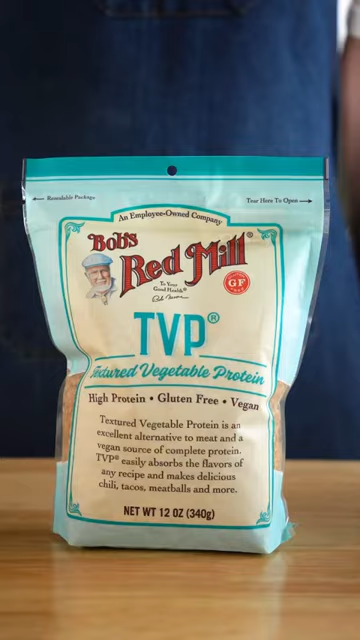 ← Resealable Package
Tear Here To Open →
An Employee-Owned Company
Bob's
Red Mill®
To Your
Good Health®
Bob Moore
GF
TVP®
Textured Vegetable Protein
High Protein • Gluten Free • Vegan
Textured Vegetable Protein is an
excellent alternative to meat and a
vegan source of complete protein.
TVP® easily absorbs the flavors of
any recipe and makes delicious
chili, tacos, meatballs and more.
NET WT 12 OZ (340g)